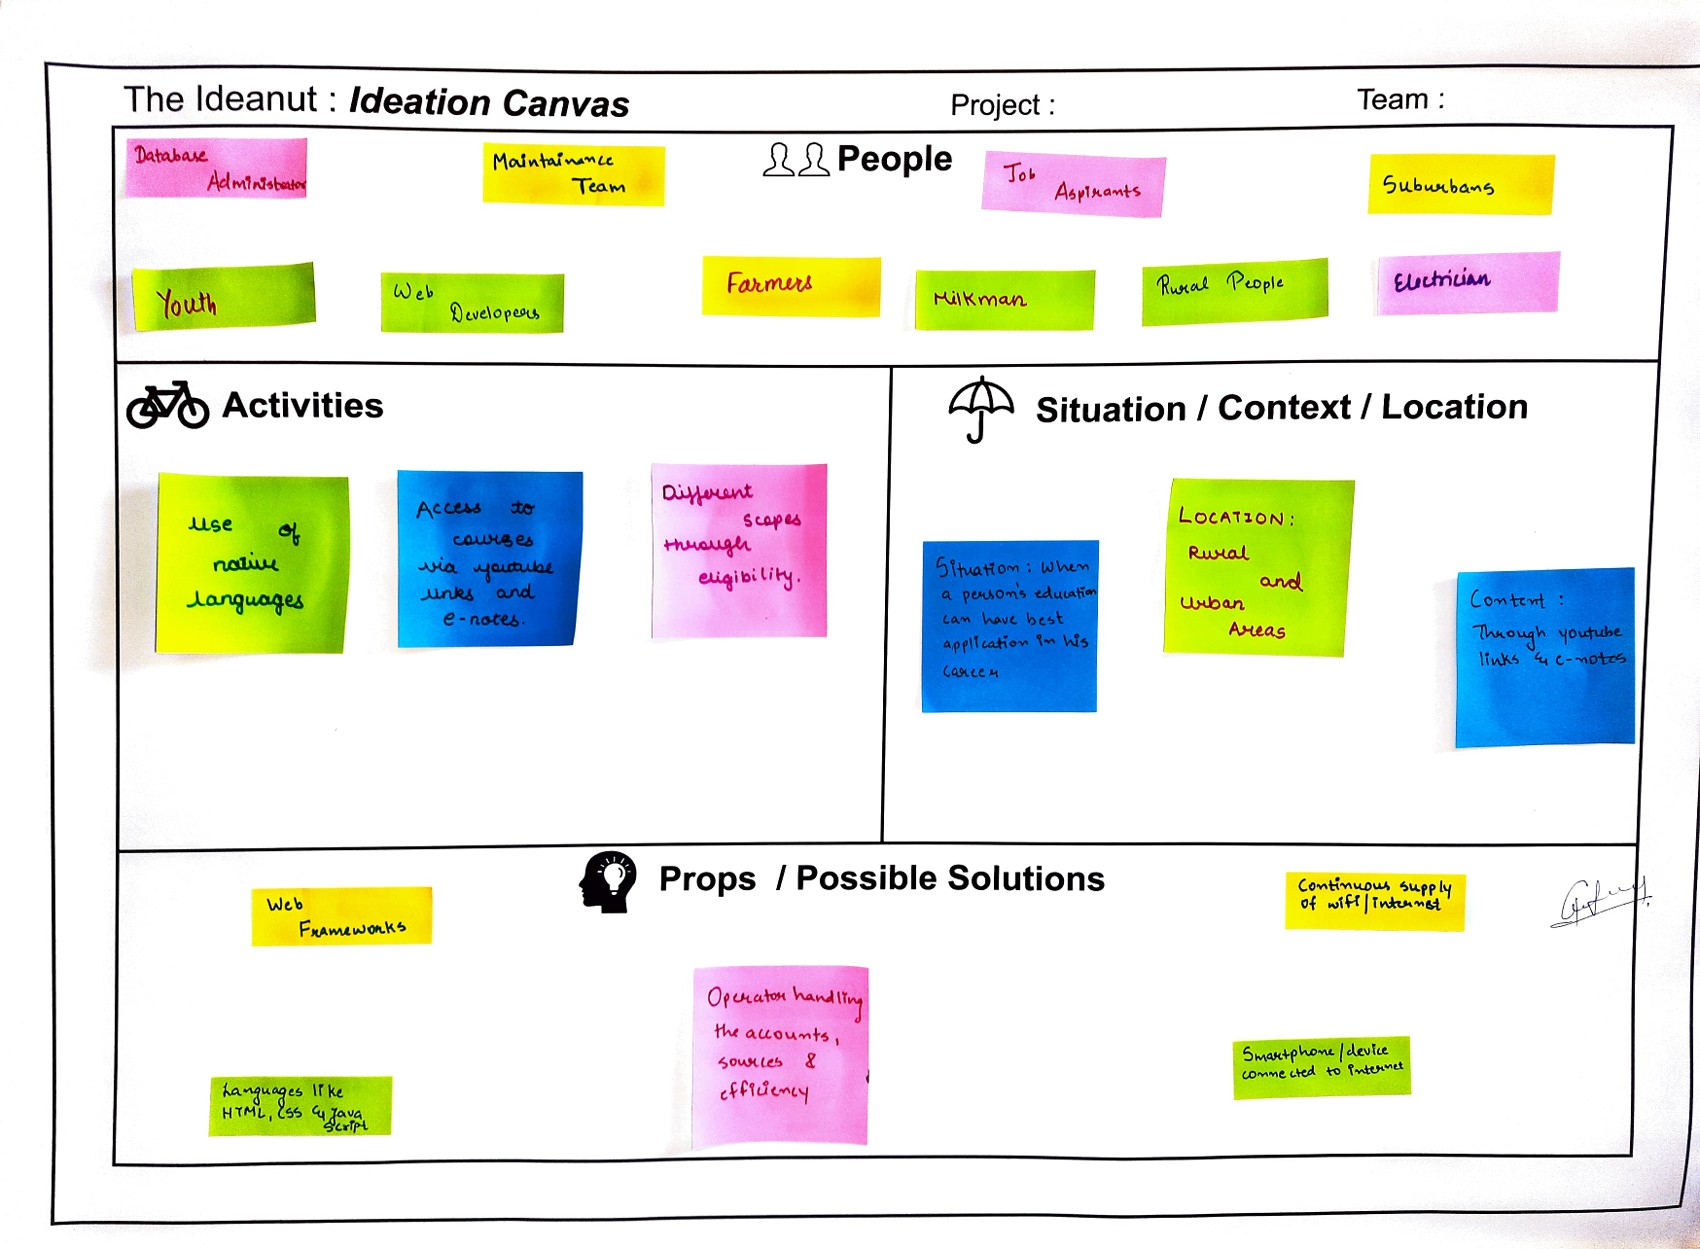 The Ideanut : Ideation Canvas
Project :
Team :
People
Database
Administrator
Maintainance
Team
Job
Aspirants
Suburbans
Youth
Web
Developers
Farmers
Milkman
Rural People
Electrician
Activities
Use of
native
languages
Access to
courses
via youtube
links and
e-notes.
Different
scopes
through
eligibility.
Situation / Context / Location
Situation : When
a person's education
can have best
application in his
career
LOCATION :
Rural
and
Urban
Areas
Context :
Through youtube
links & e-notes
Props / Possible Solutions
Web
Frameworks
Languages like
HTML, CSS & Java
Script
Operator handling
the accounts,
sources &
efficiency
Continuous supply
of wifi/internet
Smartphone/device
connected to internet